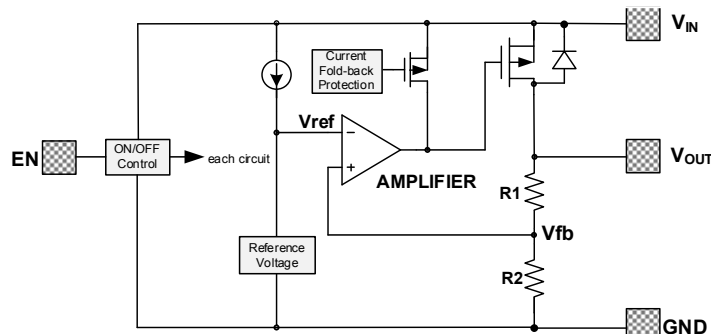 VIN
Current
Fold-back
Protection
Vref
−
+
AMPLIFIER
EN
ON/OFF
Control
each circuit
VOUT
R1
Vfb
Reference
Voltage
R2
GND